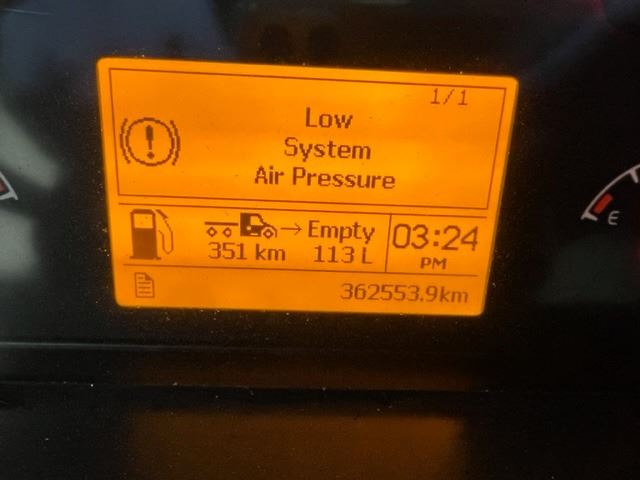 1/1
Low
System
Air Pressure
→ Empty
351 km 113 L
03:24
PM
362553.9km
E